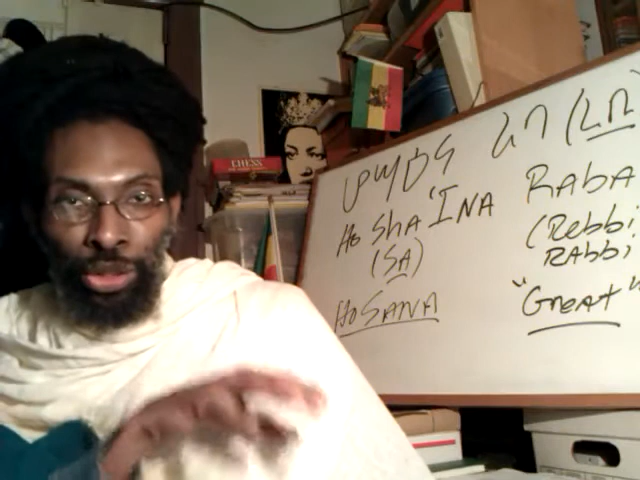 CHESS
ሆሣዕና
Ho Sha'INA RabA
(SA)
(Rebbi,
RAbbi
HoSANA
"Great"